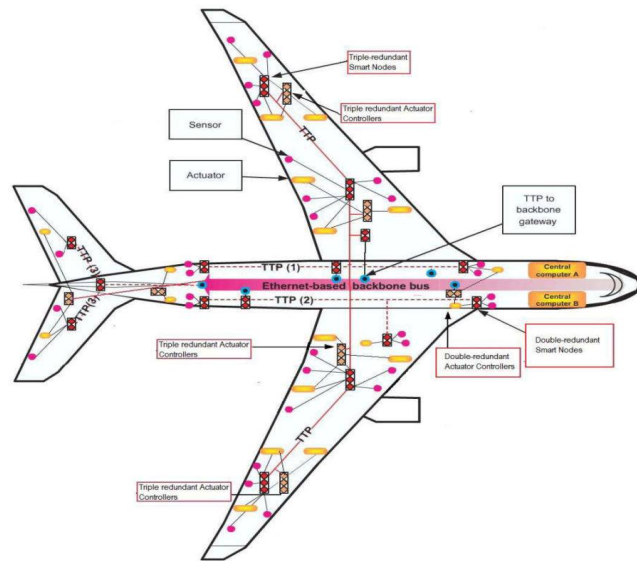 Triple-redundant
Smart Nodes
Triple redundant Actuator
Controllers
TTP
Sensor
Actuator
TTP to
backbone
gateway
TTP (3)
TTP (1)
Central
computer A
Ethernet-based backbone bus
TTP(3)
TTP (2)
Central
computer B
Triple redundant Actuator
Controllers
Double-redundant
Actuator Controllers
Double-redundant
Smart Nodes
TTP
Triple redundant Actuator
Controllers